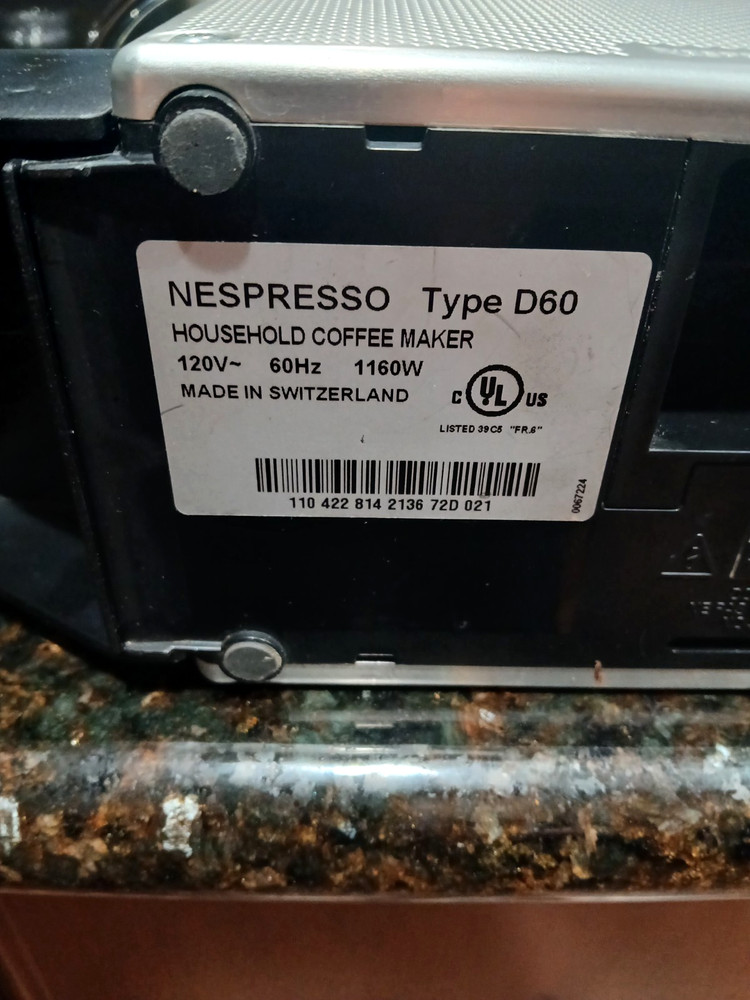 NESPRESSO Type D60
HOUSEHOLD COFFEE MAKER
120V~ 60Hz 1160W
MADE IN SWITZERLAND
C UL US
LISTED 39C5 "FR.6"
110 422 814 2136 72D 021
0067224